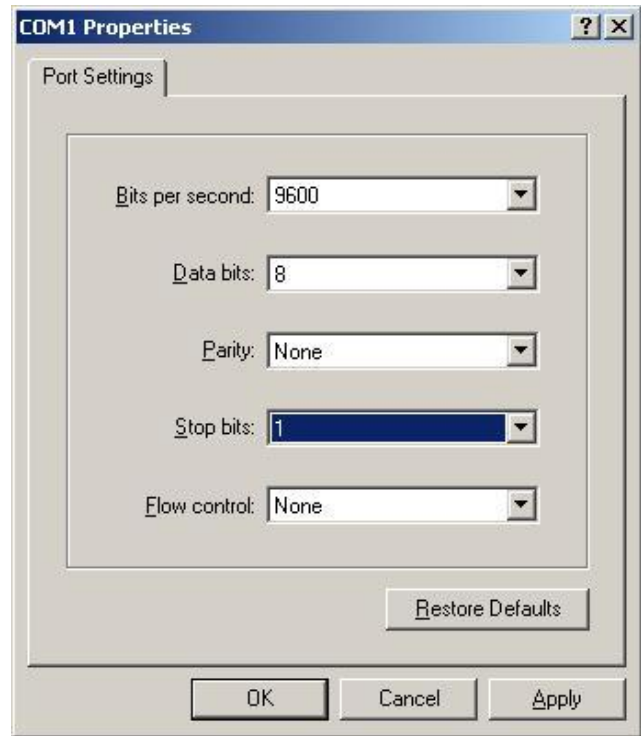 COM1 Properties
Port Settings
Bits per second: 9600
Data bits: 8
Parity: None
Stop bits: 1
Flow control: None
Restore Defaults
OK Cancel Apply